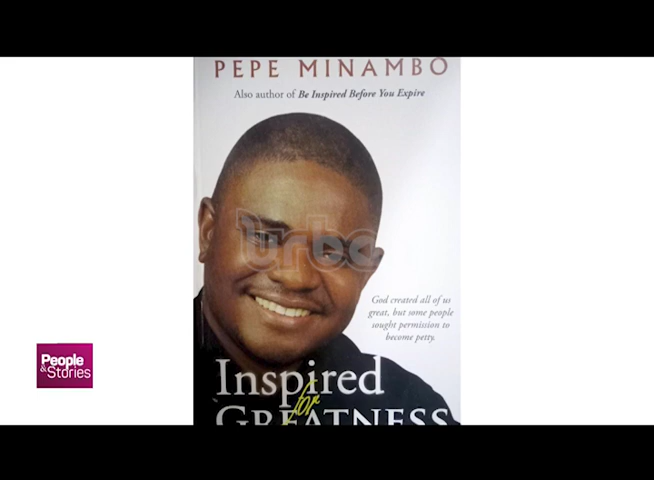 PEPE MINAMBO
Also author of Be Inspired Before You Expire
God created all of us
great, but some people
sought permission to
become petty.
People
& Stories
Inspired
for
GREATNESS